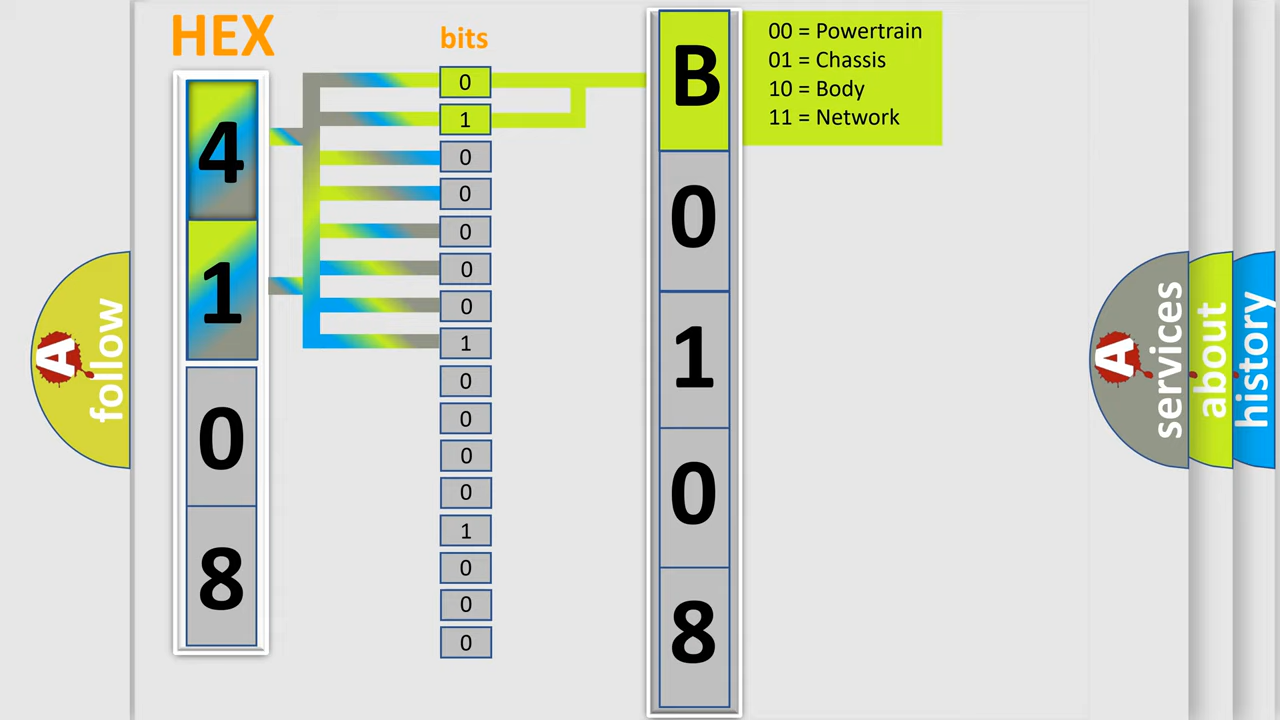 HEX
4
1
0
8
bits
0
1
0
0
0
0
0
1
0
0
0
0
1
0
0
0
B
0
1
0
8
00 = Powertrain
01 = Chassis
10 = Body
11 = Network
A
follow
A
services
about
history